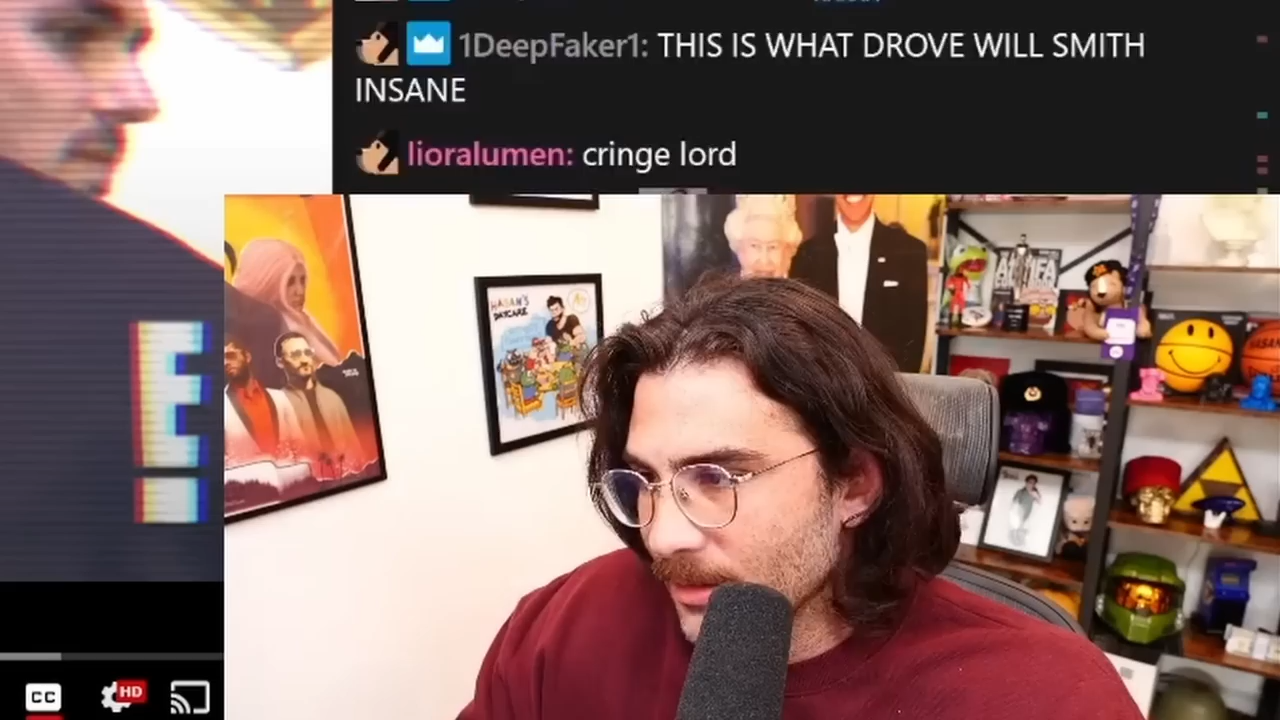 1DeepFaker1: THIS IS WHAT DROVE WILL SMITH
INSANE
lioralumen: cringe lord
HASAN'S
DAYCARE
E
CC
HD